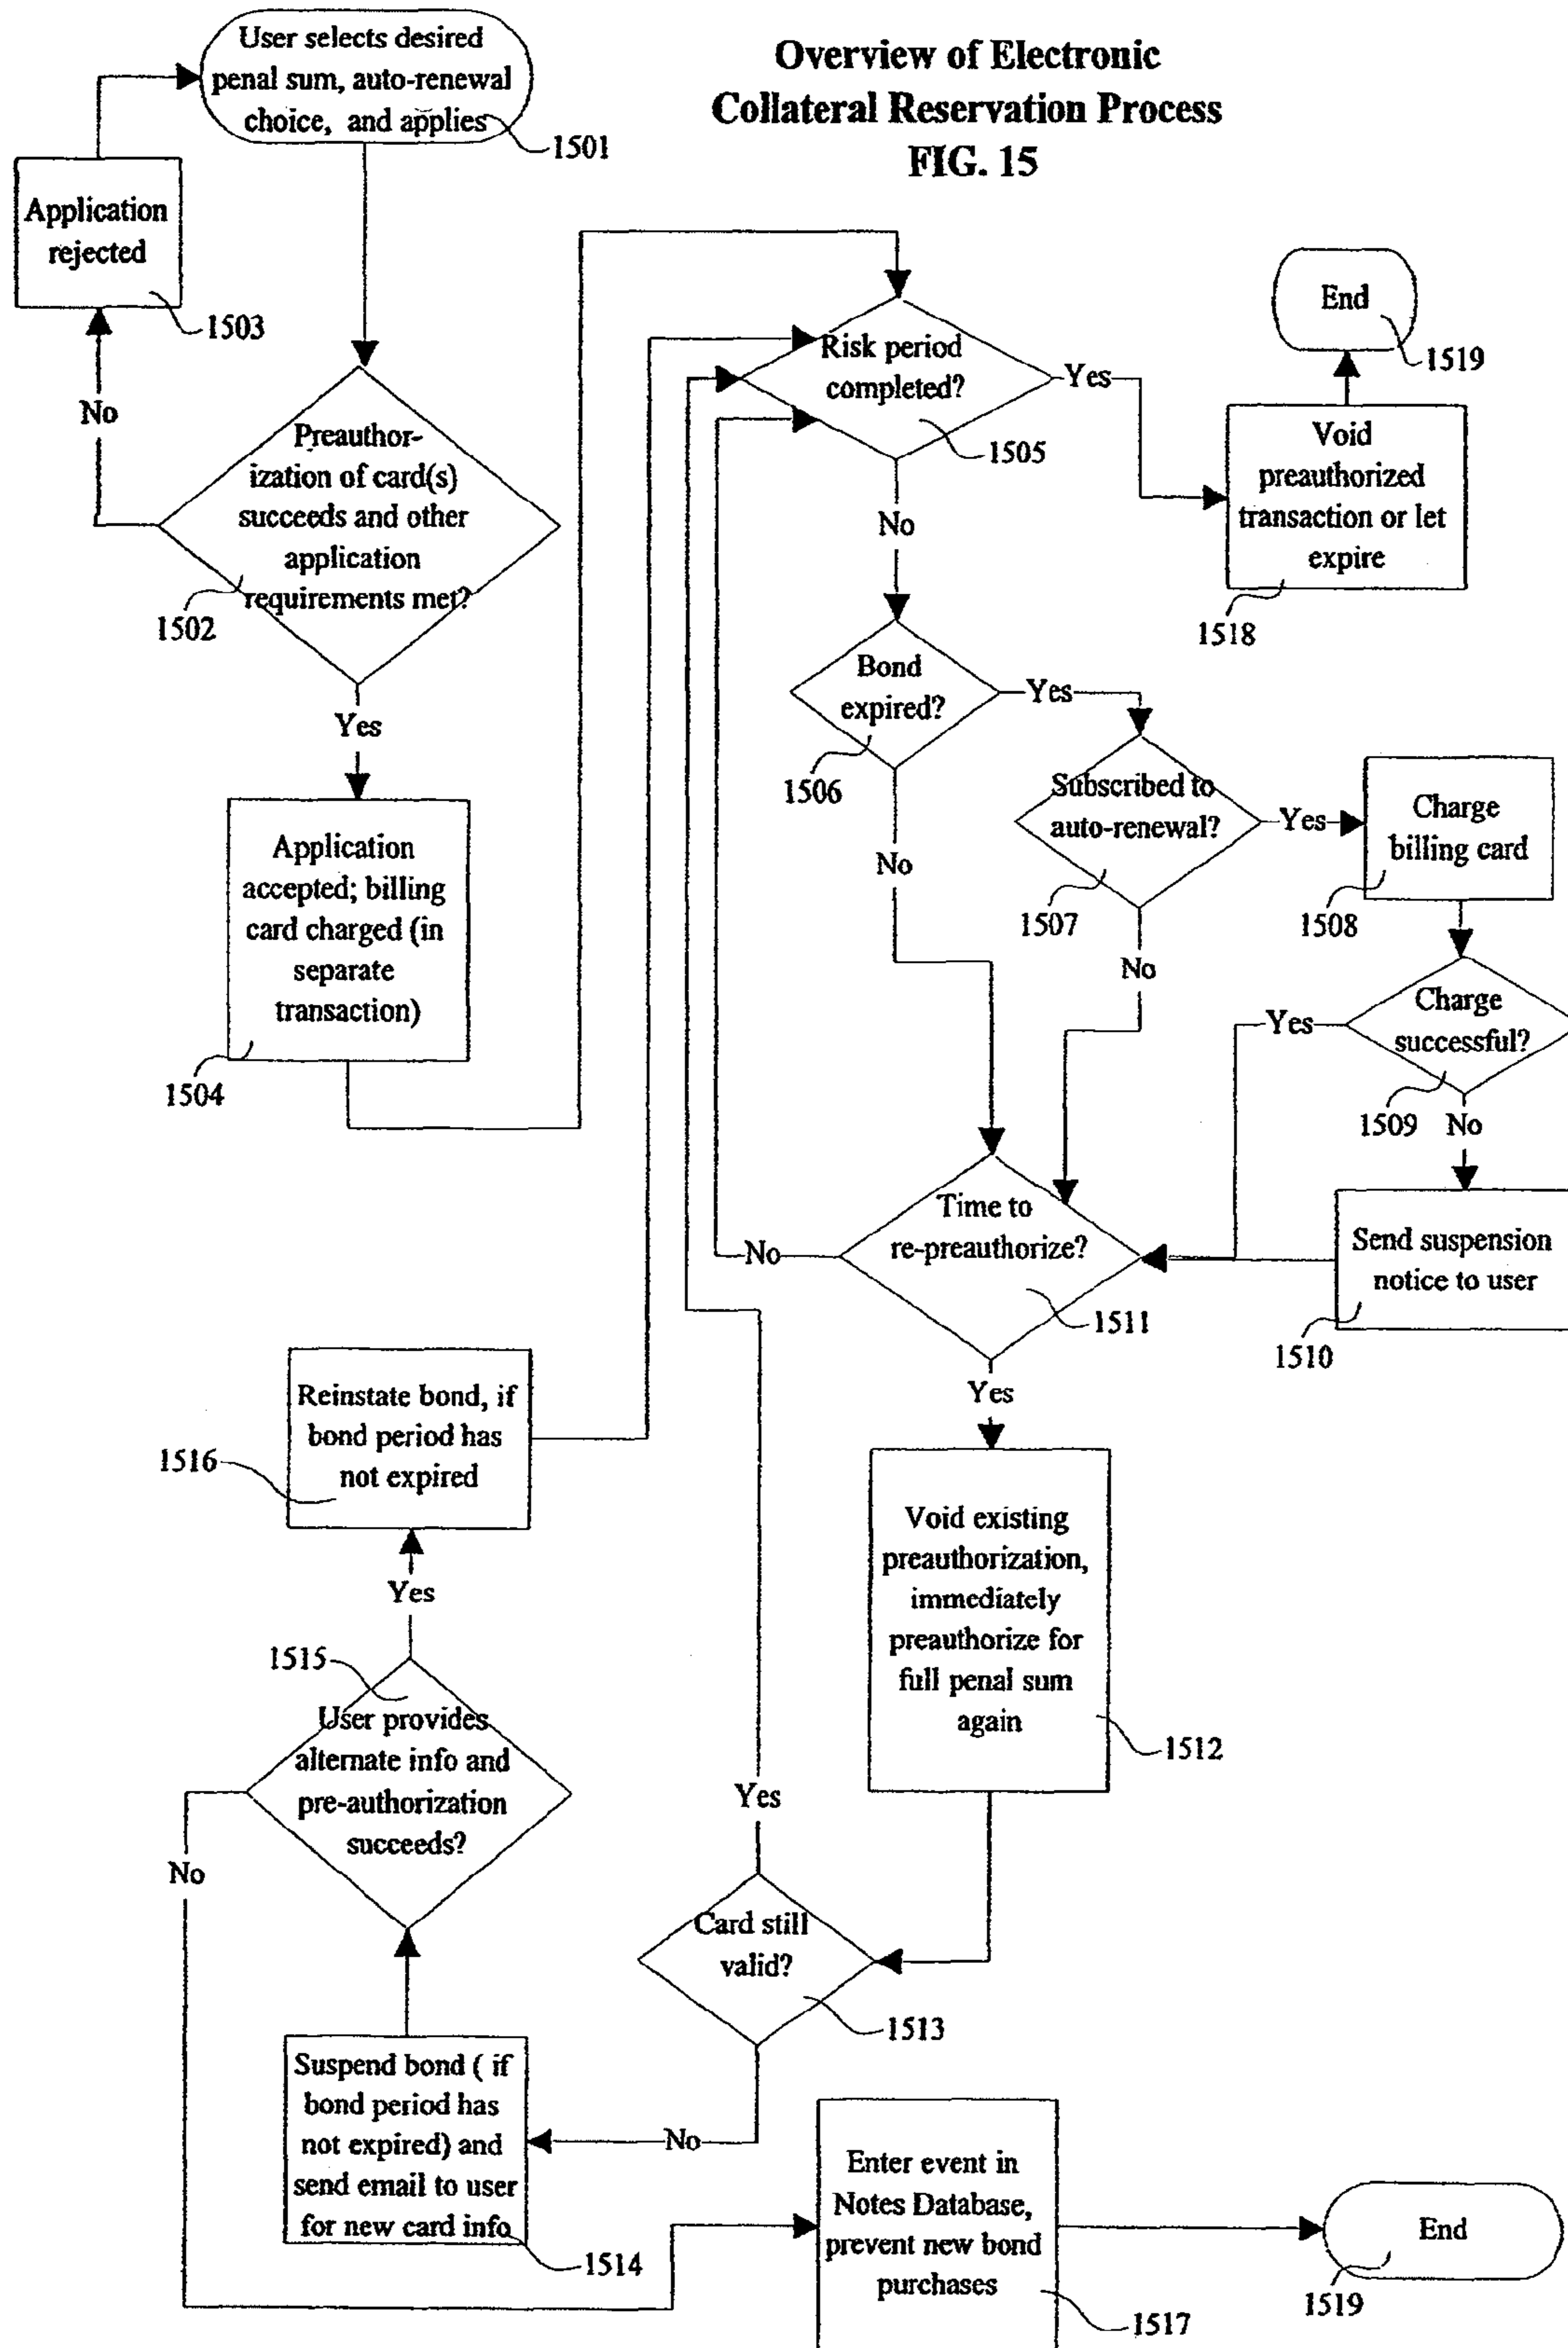 Overview of Electronic
Collateral Reservation Process
FIG. 15
User selects desired
penal sum, auto-renewal
choice, and applies
1501
Application
rejected
1503
No
Preauthor-
ization of card(s)
succeeds and other
application
requirements met?
1502
Yes
Application
accepted; billing
card charged (in
separate
transaction)
1504
Risk period
completed?
1505
Yes
End
1519
Void
preauthorized
transaction or let
expire
1518
No
Bond
expired?
1506
Yes
No
Subscribed to
auto-renewal?
1507
Yes
No
Charge
billing card
1508
Charge
successful?
1509
Yes
No
Send suspension
notice to user
1510
Time to
re-preauthorize?
1511
No
Yes
Void existing
preauthorization,
immediately
preauthorize for
full penal sum
again
1512
Card still
valid?
1513
Yes
No
Suspend bond ( if
bond period has
not expired) and
send email to user
for new card info
1514
User provides
alternate info and
pre-authorization
succeeds?
1515
Yes
No
Reinstate bond, if
bond period has
not expired
1516
Enter event in
Notes Database,
prevent new bond
purchases
1517
End
1519